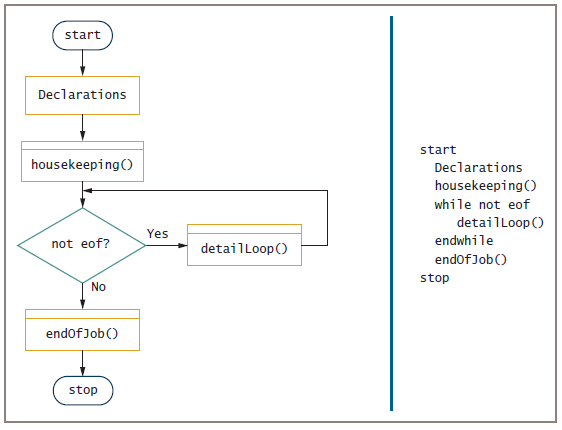 start
Declarations
housekeeping()
not eof?
Yes
detailLoop()
No
endOfJob()
stop
start
Declarations
housekeeping()
while not eof
detailLoop()
endwhile
endOfJob()
stop